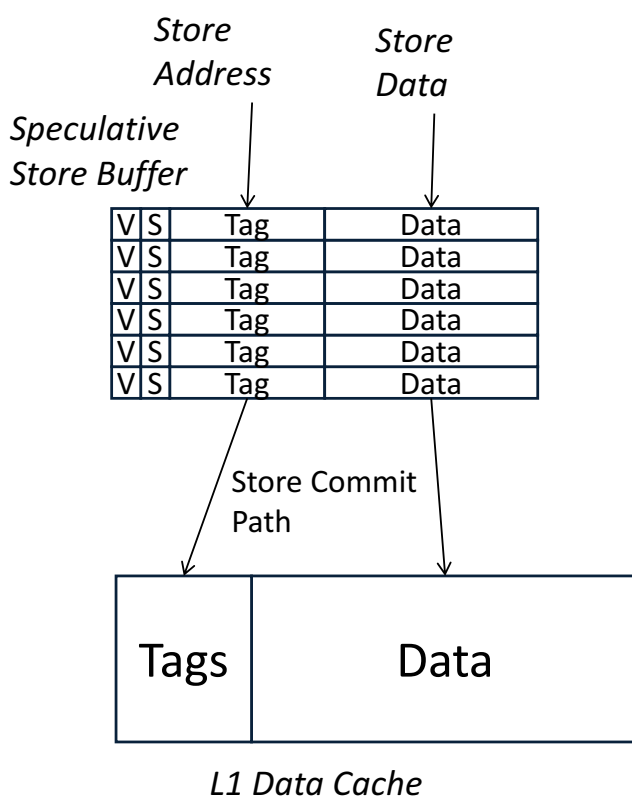 Store
Address
Store
Data
Speculative
Store Buffer
V S Tag Data
V S Tag Data
V S Tag Data
V S Tag Data
V S Tag Data
V S Tag Data
Store Commit
Path
Tags Data
L1 Data Cache